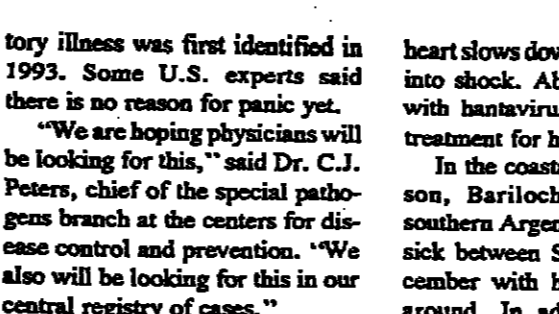 tory illness was first identified in
1993. Some U.S. experts said
there is no reason for panic yet.
“We are hoping physicians will
be looking for this,” said Dr. C.J.
Peters, chief of the special patho-
gens branch at the centers for dis-
ease control and prevention. “We
also will be looking for this in our
central registry of cases.”
heart slows dow
into shock. Ab
with hantaviru
treatment for h
In the coast
son, Bariloch
southern Argen
sick between S
cember with h
around. In ad